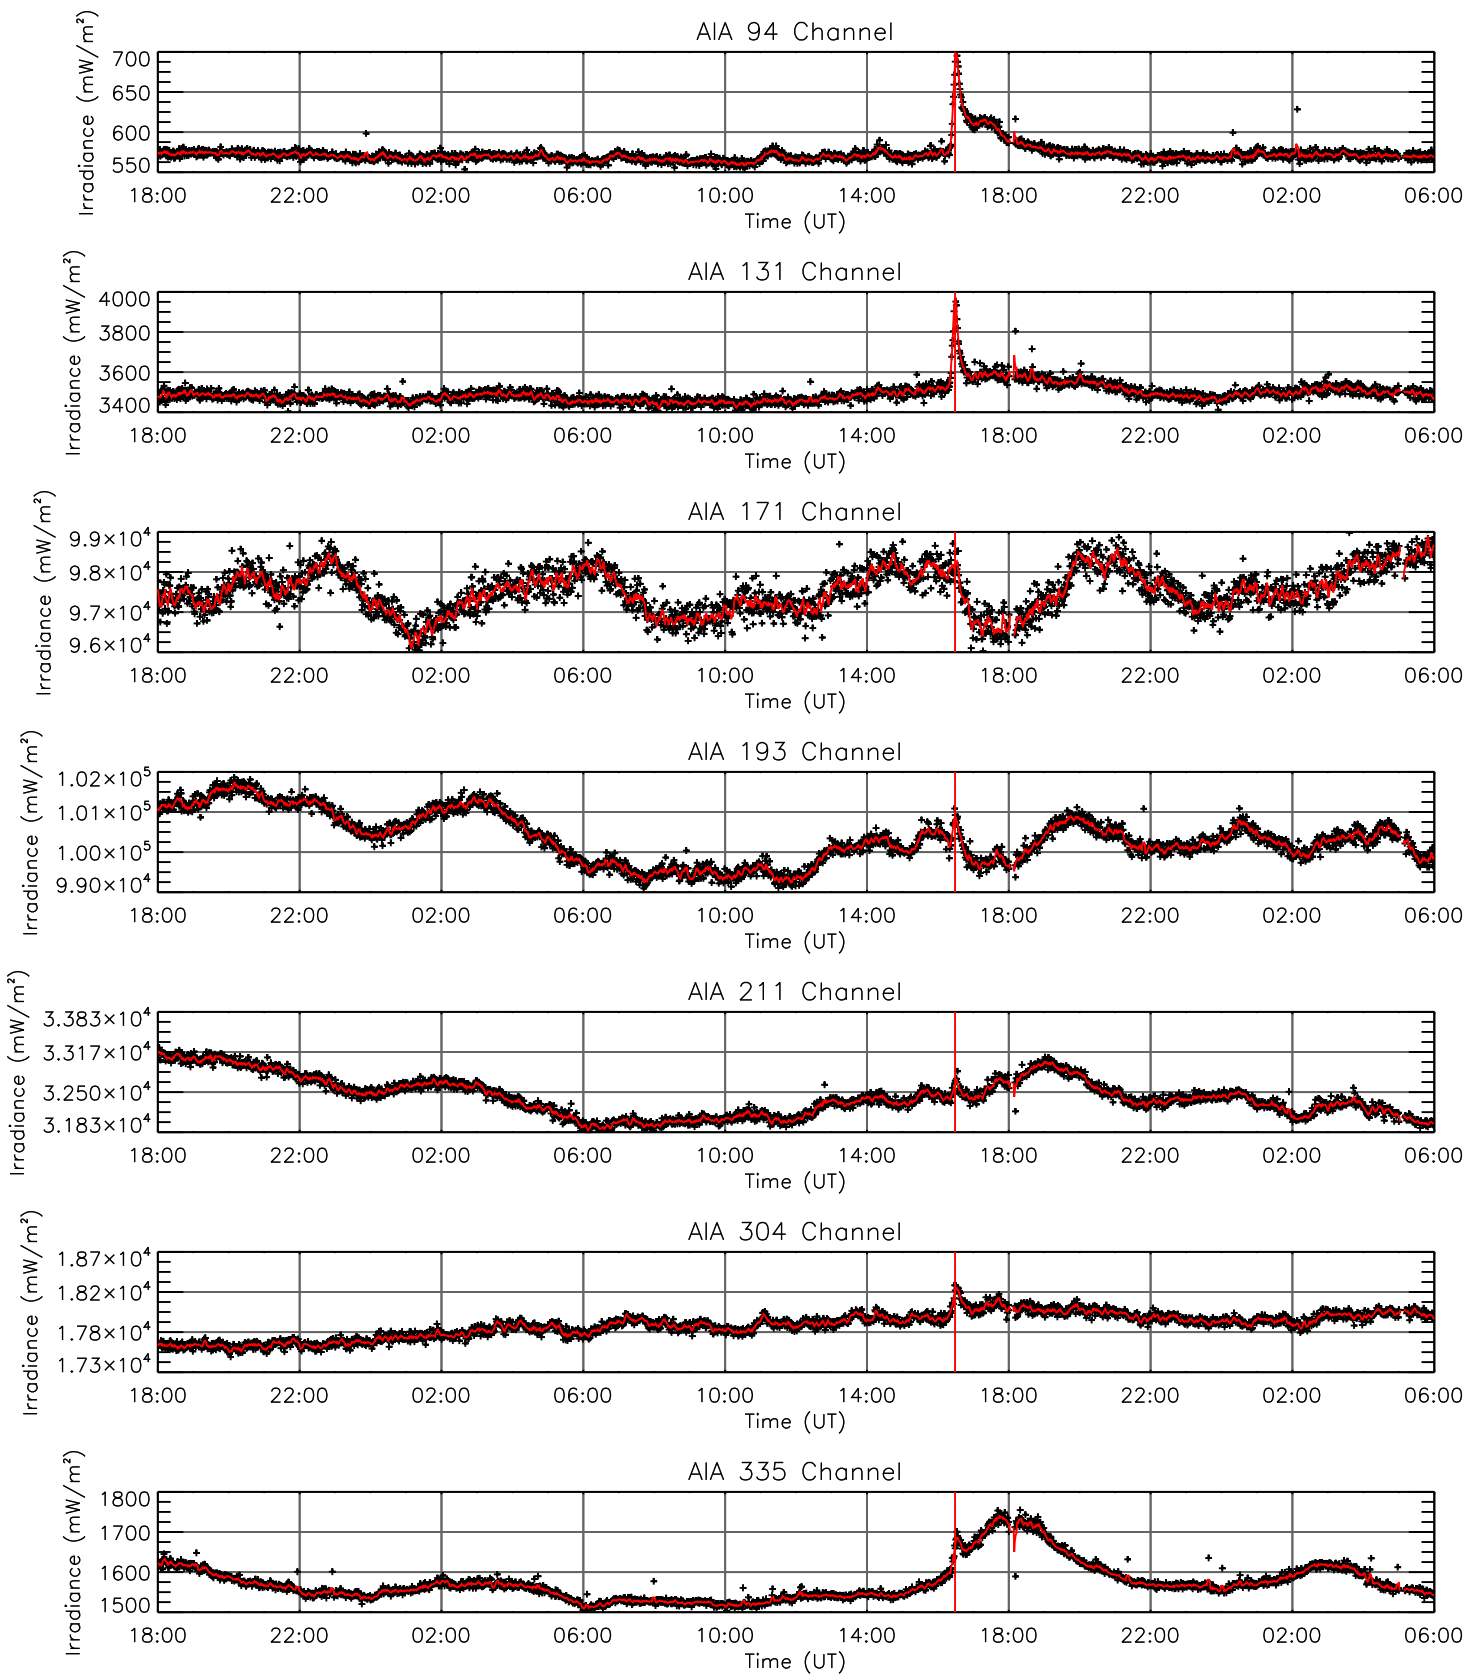 AIA 94 Channel
Irradiance (mW/m²)
700
650
600
550
18:00 22:00 02:00 06:00 10:00 14:00 18:00 22:00 02:00 06:00
Time (UT)
AIA 131 Channel
Irradiance (mW/m²)
4000
3800
3600
3400
18:00 22:00 02:00 06:00 10:00 14:00 18:00 22:00 02:00 06:00
Time (UT)
AIA 171 Channel
Irradiance (mW/m²)
9.9×10⁴
9.8×10⁴
9.7×10⁴
9.6×10⁴
18:00 22:00 02:00 06:00 10:00 14:00 18:00 22:00 02:00 06:00
Time (UT)
AIA 193 Channel
Irradiance (mW/m²)
1.02×10⁵
1.01×10⁵
1.00×10⁵
9.90×10⁴
18:00 22:00 02:00 06:00 10:00 14:00 18:00 22:00 02:00 06:00
Time (UT)
AIA 211 Channel
Irradiance (mW/m²)
3.383×10⁴
3.317×10⁴
3.250×10⁴
3.183×10⁴
18:00 22:00 02:00 06:00 10:00 14:00 18:00 22:00 02:00 06:00
Time (UT)
AIA 304 Channel
Irradiance (mW/m²)
1.87×10⁴
1.82×10⁴
1.78×10⁴
1.73×10⁴
18:00 22:00 02:00 06:00 10:00 14:00 18:00 22:00 02:00 06:00
Time (UT)
AIA 335 Channel
Irradiance (mW/m²)
1800
1700
1600
1500
18:00 22:00 02:00 06:00 10:00 14:00 18:00 22:00 02:00 06:00
Time (UT)